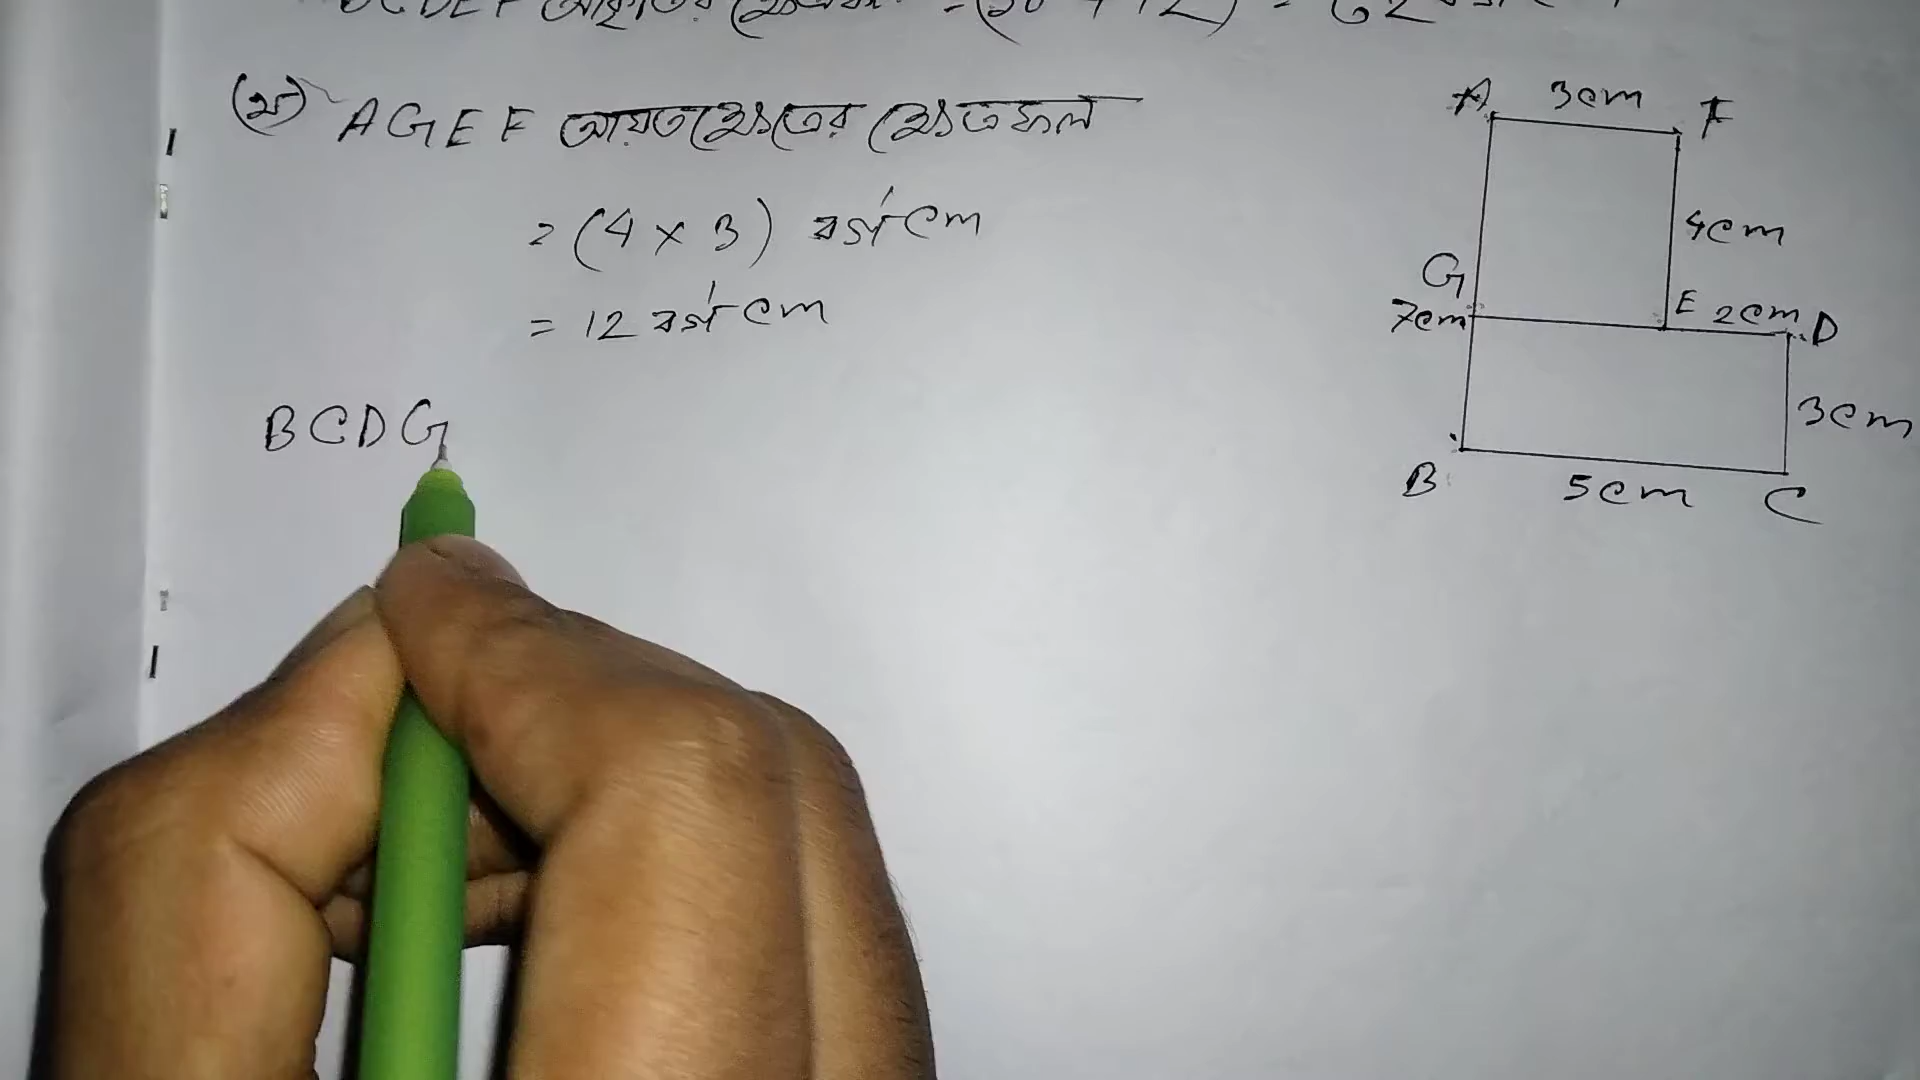 (খ) AGEF আয়তক্ষেত্রের ক্ষেত্রফল
= (4 x 3) বর্গ cm
= 12 বর্গ cm
BCDG
A 3cm F
4cm
G
7cm
E 2cm D
3cm
B 5cm C